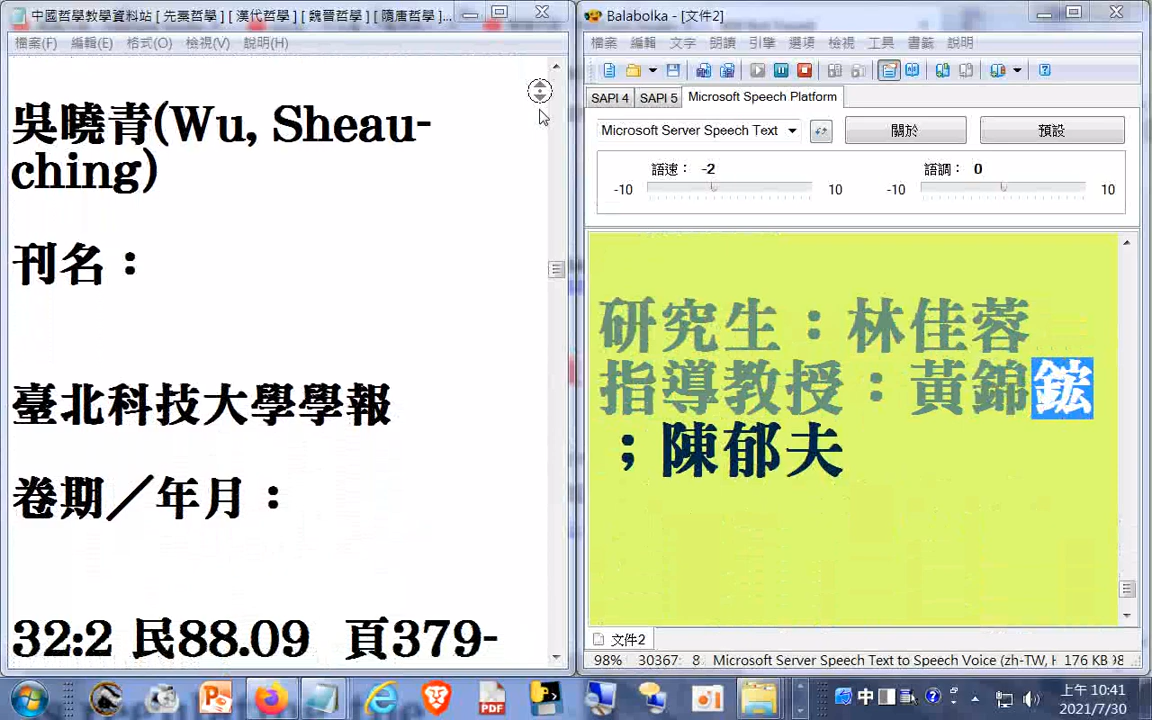 中國哲學教學資料站 [ 先秦哲學 ] [ 漢代哲學 ] [ 魏晉哲學 ] [ 隋唐哲學 ]...
檔案(F) 編輯(E) 格式(O) 檢視(V) 說明(H)
吳曉青(Wu, Sheau-
ching)
刊名：
臺北科技大學學報
卷期／年月：
32:2 民88.09 頁379-
Balabolka - [文件2]
檔案 編輯 文字 朗讀 引擎 選項 檢視 工具 書籤 說明
SAPI 4 SAPI 5 Microsoft Speech Platform
Microsoft Server Speech Text 關於 預設
語速： -2 語調： 0
-10 10 -10 10
研究生：林佳蓉
指導教授：黃錦鋐
；陳郁夫
文件2
98% 30367: 8 Microsoft Server Speech Text to Speech Voice (zh-TW, H 176 KB
中 上午 10:41
2021/7/30